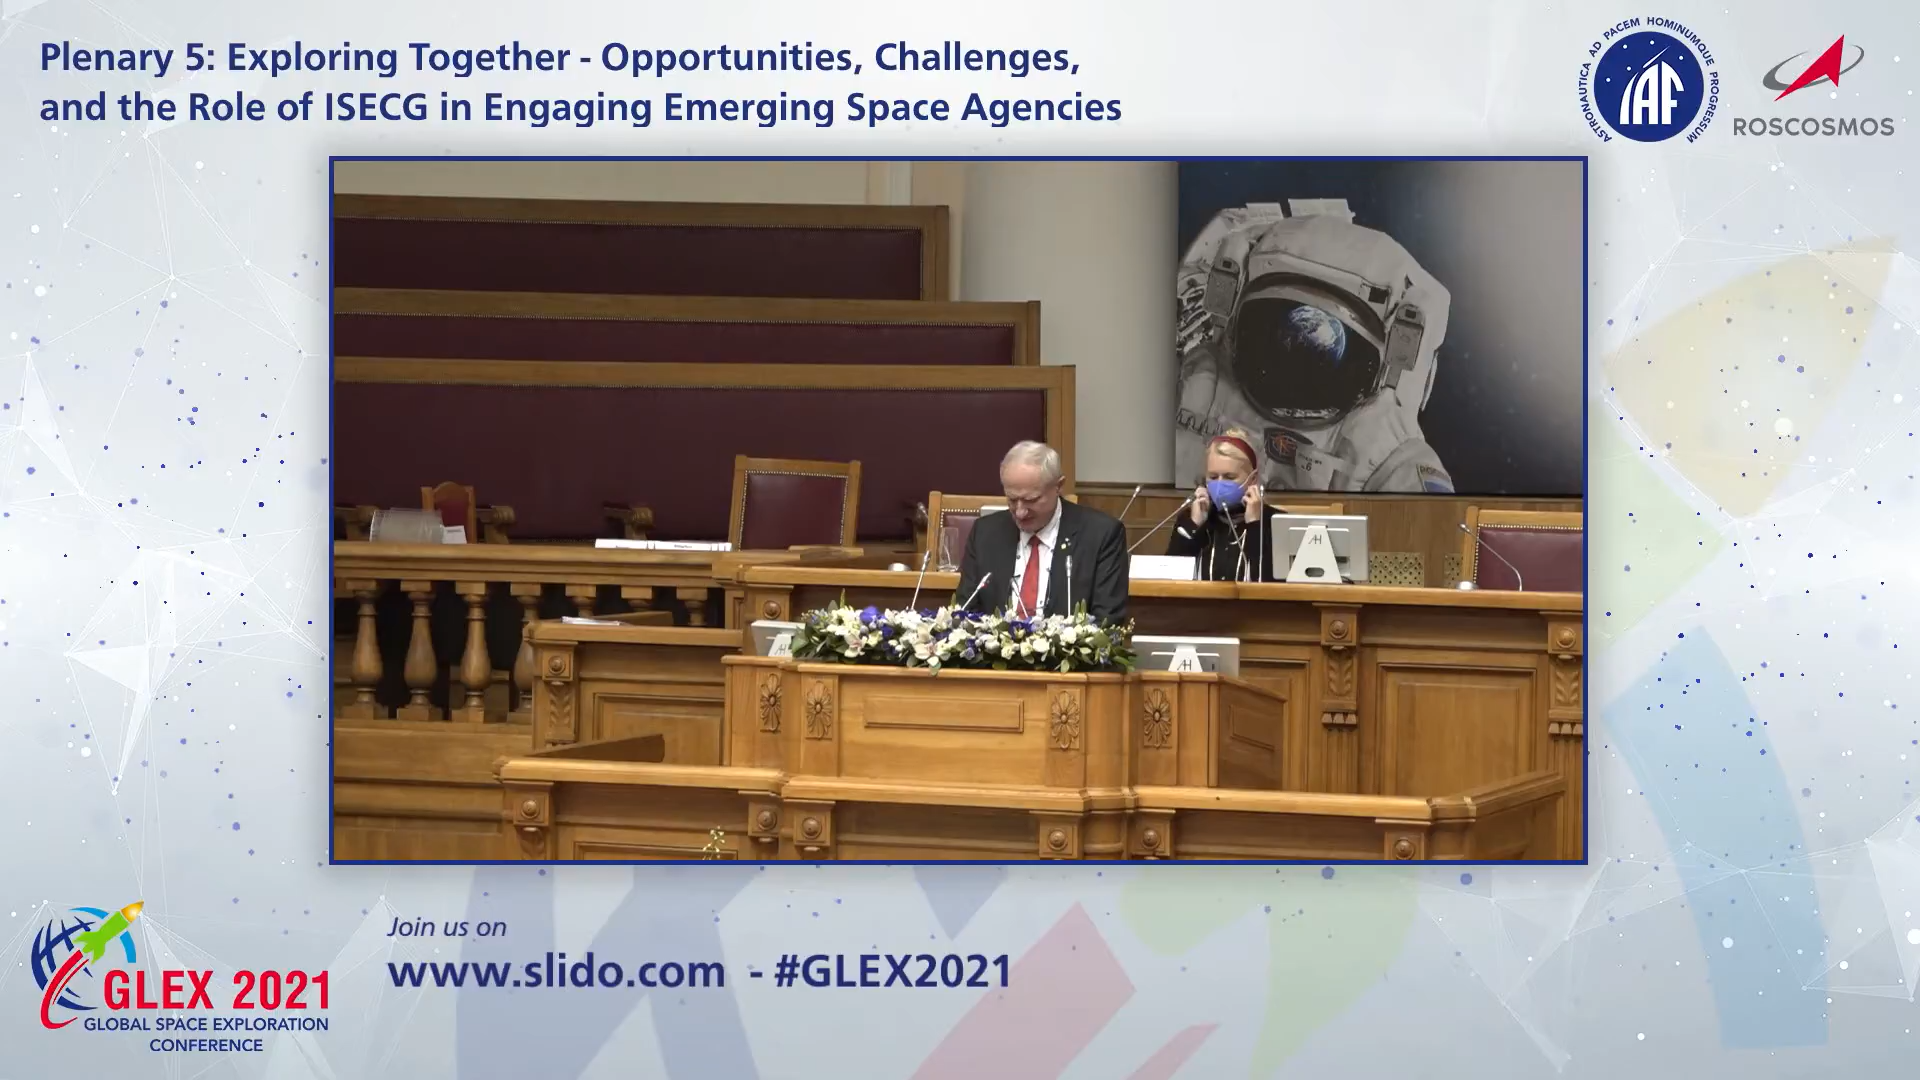 Plenary 5: Exploring Together - Opportunities, Challenges,
and the Role of ISECG in Engaging Emerging Space Agencies
ASTRONAUTICA AD PACEM HOMINUMQUE PROGRESSUM
IAF
ROSCOSMOS
Join us on
www.slido.com - #GLEX2021
GLEX 2021
GLOBAL SPACE EXPLORATION
CONFERENCE